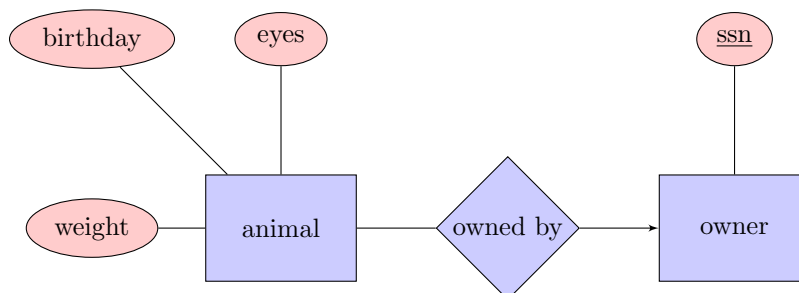 birthday
eyes
ssn
weight
animal
owned by
owner